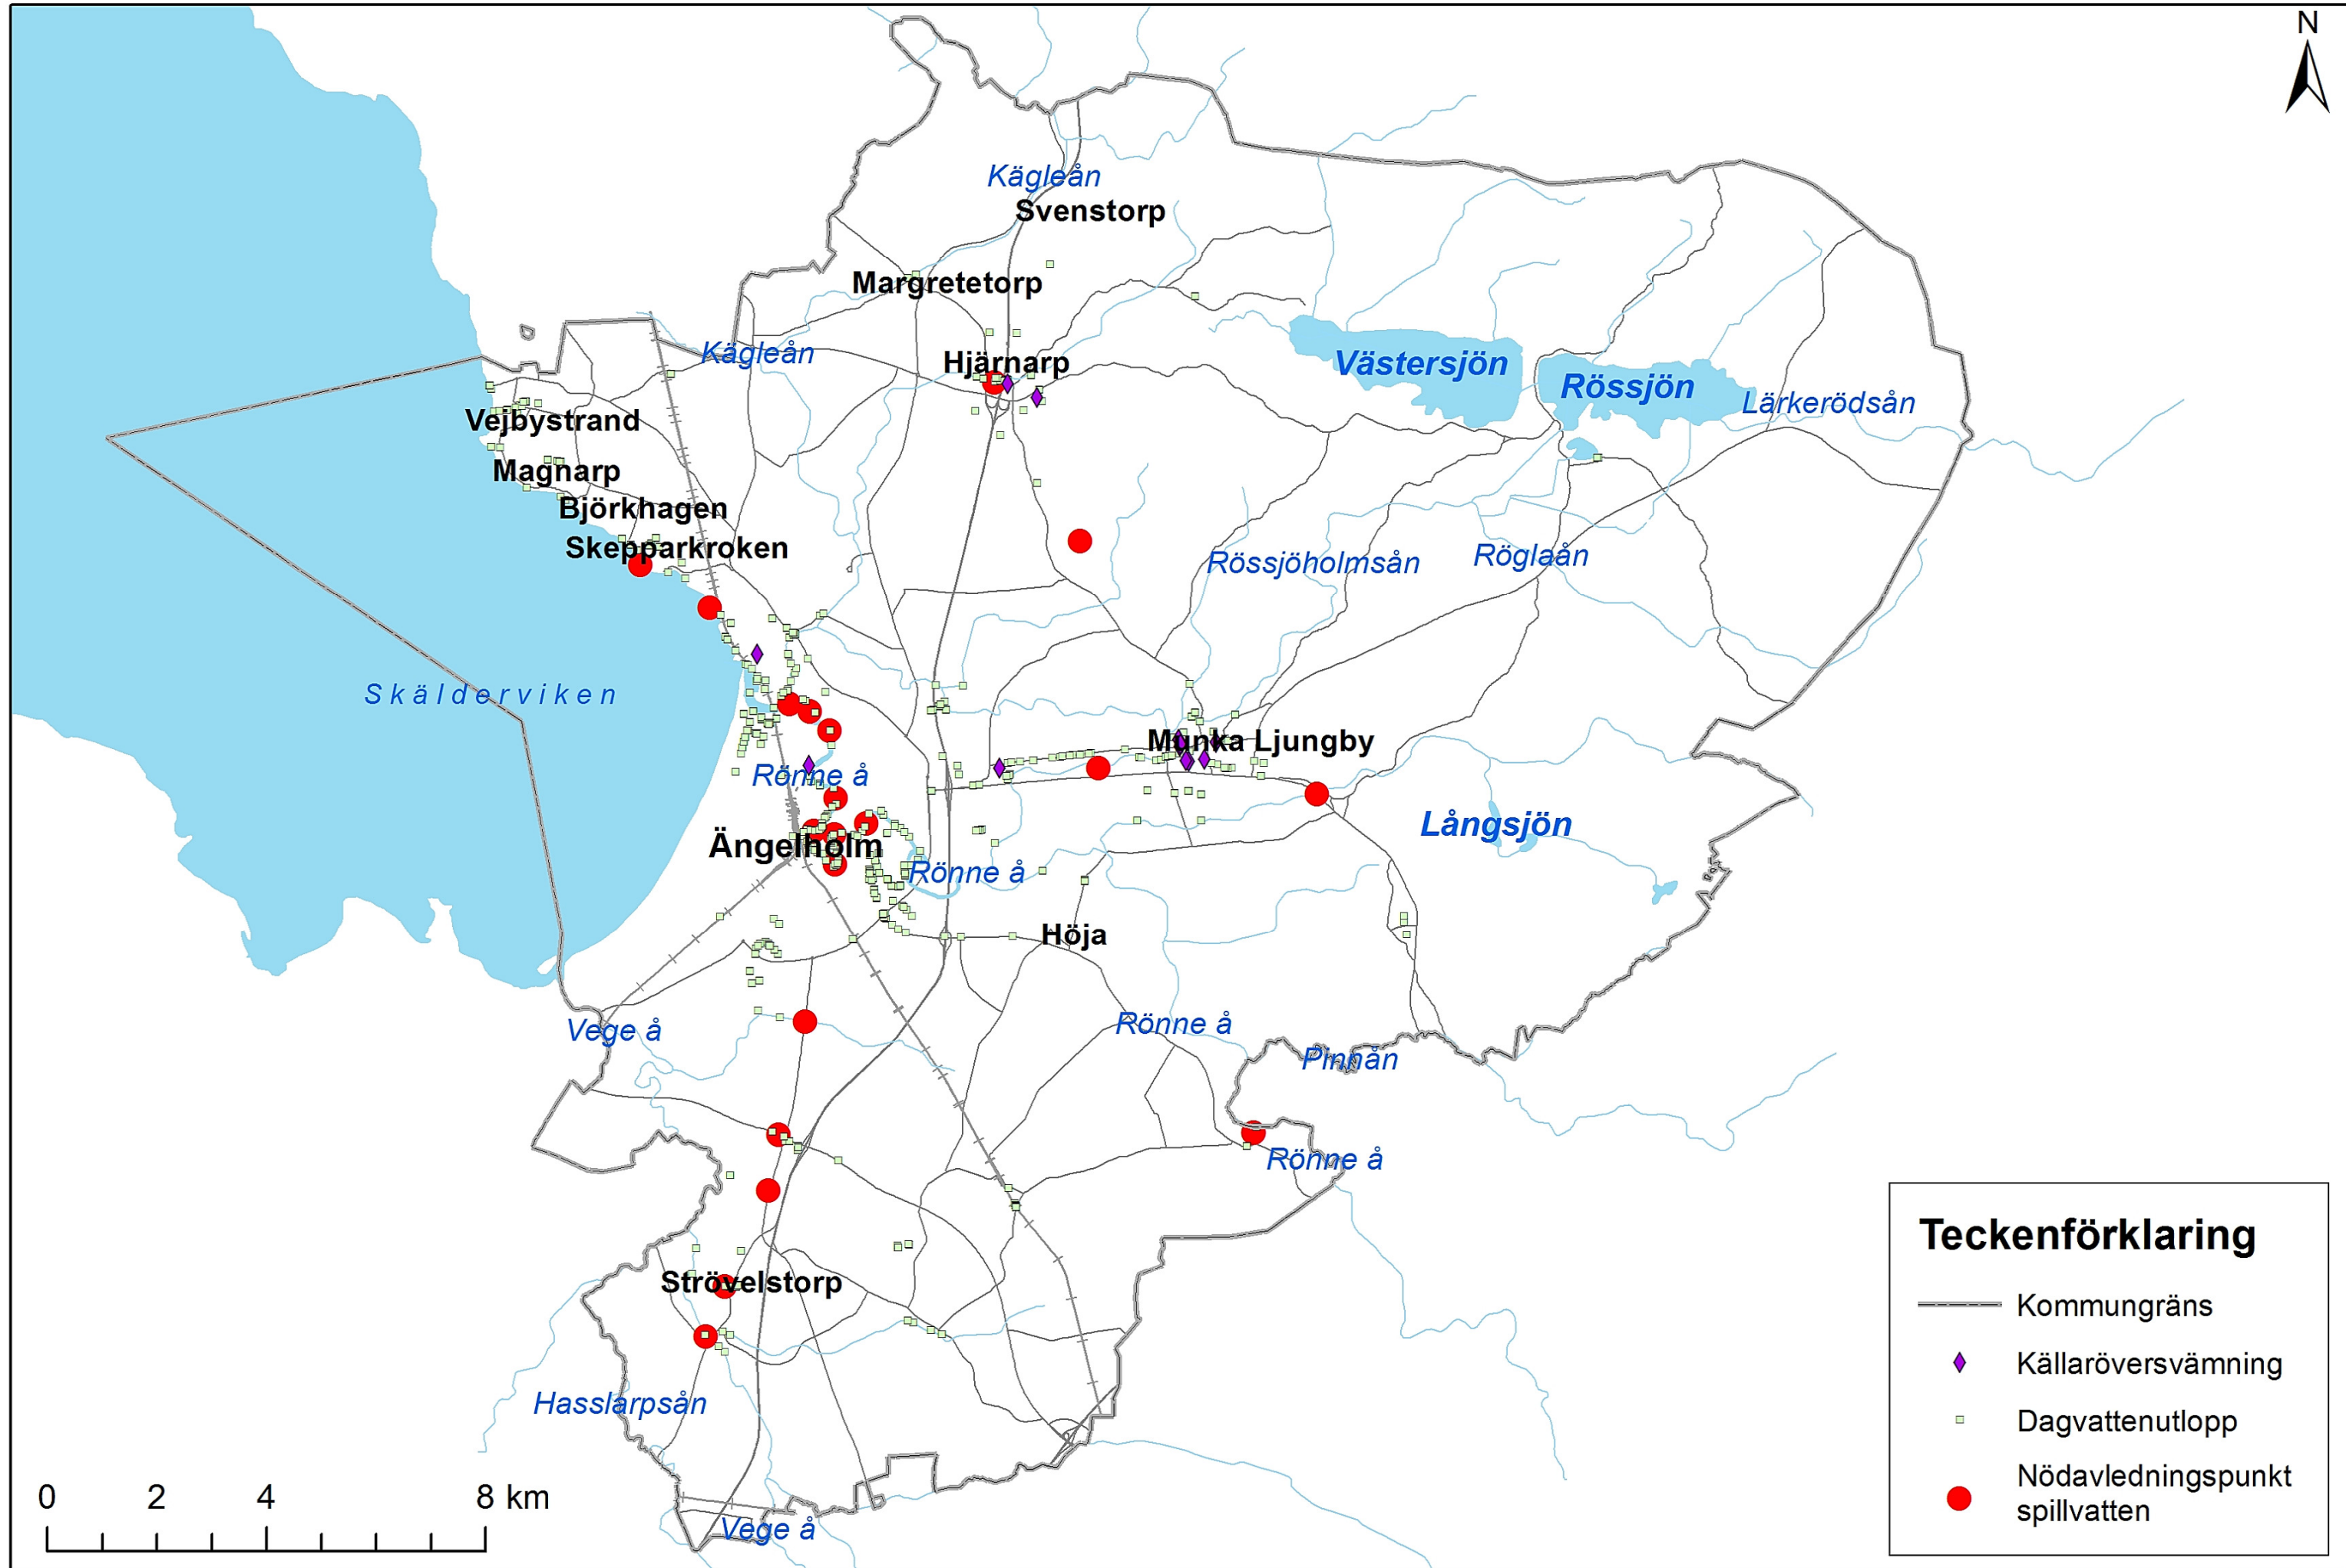 N
Kägleån
Svenstorp
Margretetorp
Kägleån
Hjärnarp
Västersjön
Rössjön
Lärkerödsån
Vejbystrand
Magnarp
Björkhagen
Skepparkroken
Rössjöholmsån
Röglaån
Skälderviken
Munka Ljungby
Rönne å
Långsjön
Ängelholm
Rönne å
Höja
Vege å
Rönne å
Pinnån
Rönne å
Strövelstorp
Hasslarpsån
Vege å
Teckenförklaring
Kommungräns
Källaröversvämning
Dagvattenutlopp
Nödavledningspunkt
spillvatten
0 2 4 8 km